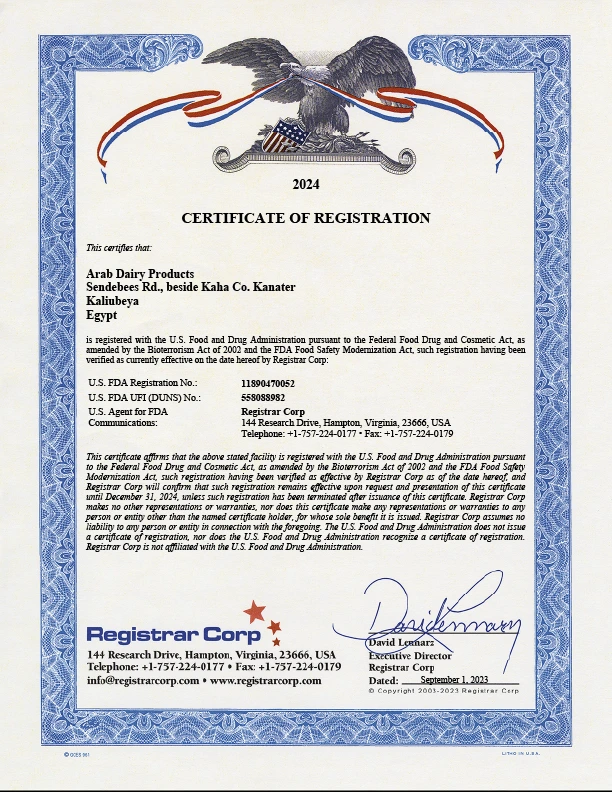 2024
CERTIFICATE OF REGISTRATION
This certifies that:
Arab Dairy Products
Sendebees Rd., beside Kaha Co. Kanater
Kaliubeya
Egypt
is registered with the U.S. Food and Drug Administration pursuant to the Federal Food Drug and Cosmetic Act, as
amended by the Bioterrorism Act of 2002 and the FDA Food Safety Modernization Act, such registration having been
verified as currently effective on the date hereof by Registrar Corp:
U.S. FDA Registration No.: 11890470052
U.S. FDA UFI (DUNS) No.: 558088982
U.S. Agent for FDA Registrar Corp
Communications: 144 Research Drive, Hampton, Virginia, 23666, USA
Telephone: +1-757-224-0177 • Fax: +1-757-224-0179
This certificate affirms that the above stated facility is registered with the U.S. Food and Drug Administration pursuant
to the Federal Food Drug and Cosmetic Act, as amended by the Bioterrorism Act of 2002 and the FDA Food Safety
Modernization Act, such registration having been verified as effective by Registrar Corp as of the date hereof, and
Registrar Corp will confirm that such registration remains effective upon request and presentation of this certificate
until December 31, 2024, unless such registration has been terminated after issuance of this certificate. Registrar Corp
makes no other representations or warranties, nor does this certificate make any representations or warranties to any
person or entity other than the named certificate holder, for whose sole benefit it is issued. Registrar Corp assumes no
liability to any person or entity in connection with the foregoing. The U.S. Food and Drug Administration does not issue
a certificate of registration, nor does the U.S. Food and Drug Administration recognize a certificate of registration.
Registrar Corp is not affiliated with the U.S. Food and Drug Administration.
Registrar Corp
144 Research Drive, Hampton, Virginia, 23666, USA
Telephone: +1-757-224-0177 • Fax: +1-757-224-0179
info@registrarcorp.com • www.registrarcorp.com
David Lennarz
David Lennarz
Executive Director
Registrar Corp
Dated: September 1, 2023
© Copyright 2003-2023 Registrar Corp
LITHO IN U.S.A.